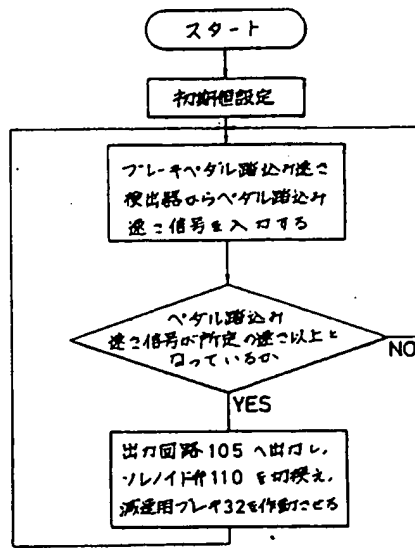 スタート
初期値設定
ブレーキペダル踏込み速さ
検出器からペダル踏込み
速さ信号を入力する
ペダル踏込み
速さ信号が所定の速さ以上と
なっているか
NO
YES
出力回路105へ出力し、
ソレノイド弁110を切換え、
減速用ブレーキ32を作動させる